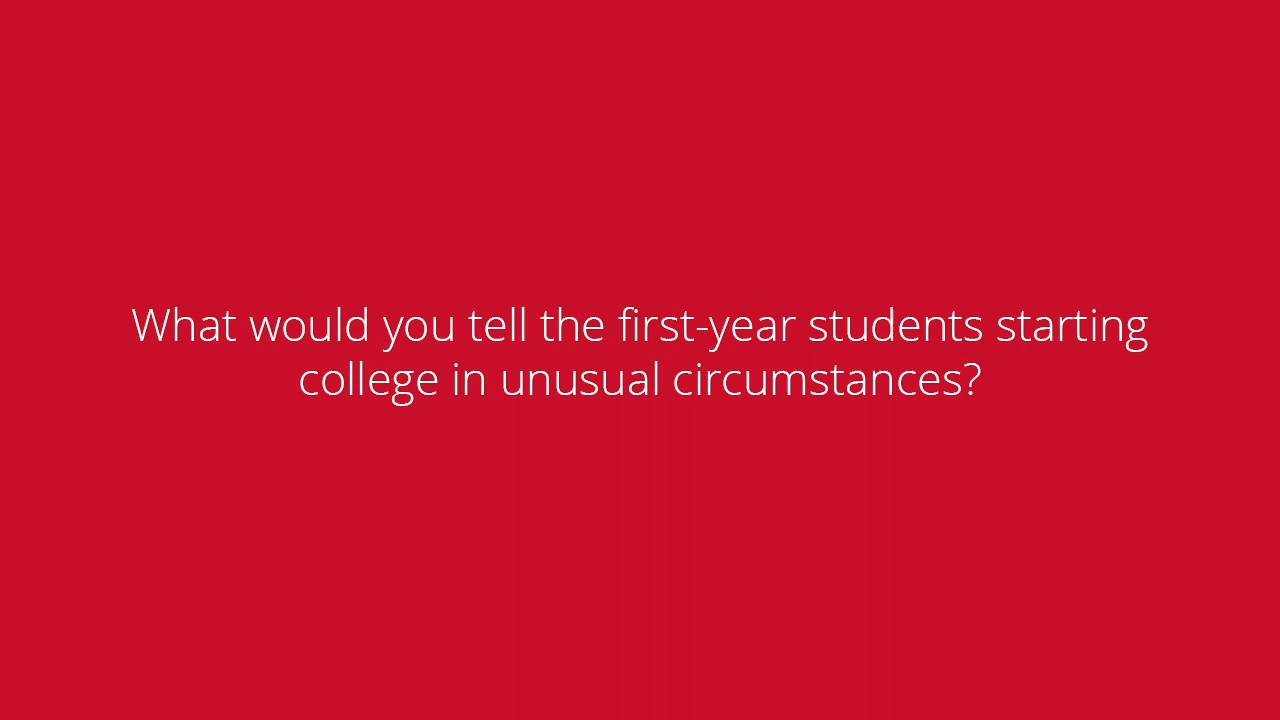 What would you tell the first-year students starting
college in unusual circumstances?